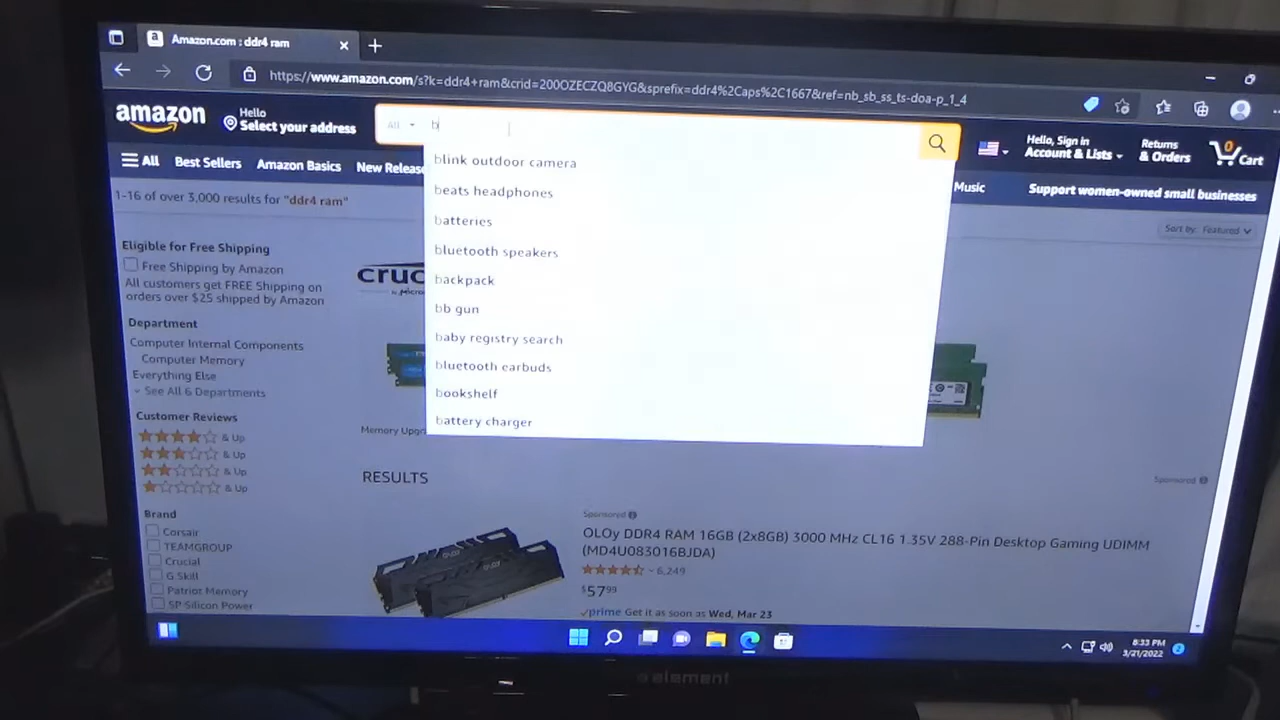 Amazon.com : ddr4 ram
https://www.amazon.com/s?k=ddr4+ram&crid=200OZECZQ8GYG&sprefix=ddr4%2Caps%2C1667&ref=nb_sb_ss_ts-doa-p_1_4
amazon
Hello
Select your address
All
b
Hello, Sign in
Account & Lists
Returns
& Orders
0
Cart
All
Best Sellers
Amazon Basics
New Release
Music
Support women-owned small businesses
blink outdoor camera
beats headphones
batteries
bluetooth speakers
backpack
bb gun
baby registry search
bluetooth earbuds
bookshelf
battery charger
1-16 of over 3,000 results for "ddr4 ram"
Sort by: Featured
Eligible for Free Shipping
Free Shipping by Amazon
All customers get FREE Shipping on
orders over $25 shipped by Amazon
Department
Computer Internal Components
Computer Memory
Everything Else
See All 6 Departments
Customer Reviews
& Up
& Up
& Up
& Up
Brand
Corsair
TEAMGROUP
Crucial
G.Skill
Patriot Memory
SP Silicon Power
cruc
by Micro
Memory Upgr
RESULTS
Sponsored
Sponsored
OLOy DDR4 RAM 16GB (2x8GB) 3000 MHz CL16 1.35V 288-Pin Desktop Gaming UDIMM
(MD4U083016BJDA)
6,249
$5799
prime Get it as soon as Wed, Mar 23
8:33 PM
3/21/2022
2
element